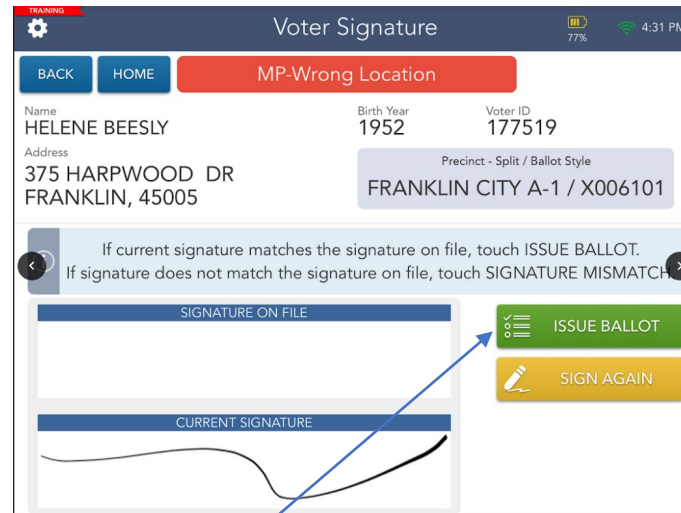 TRAINING
Voter Signature
77%
4:31 PM
BACK
HOME
MP-Wrong Location
Name
HELENE BEESLY
Birth Year
1952
Voter ID
177519
Address
375 HARPWOOD DR
FRANKLIN, 45005
Precinct - Split / Ballot Style
FRANKLIN CITY A-1 / X006101
If current signature matches the signature on file, touch ISSUE BALLOT.
If signature does not match the signature on file, touch SIGNATURE MISMATCH
SIGNATURE ON FILE
CURRENT SIGNATURE
ISSUE BALLOT
SIGN AGAIN